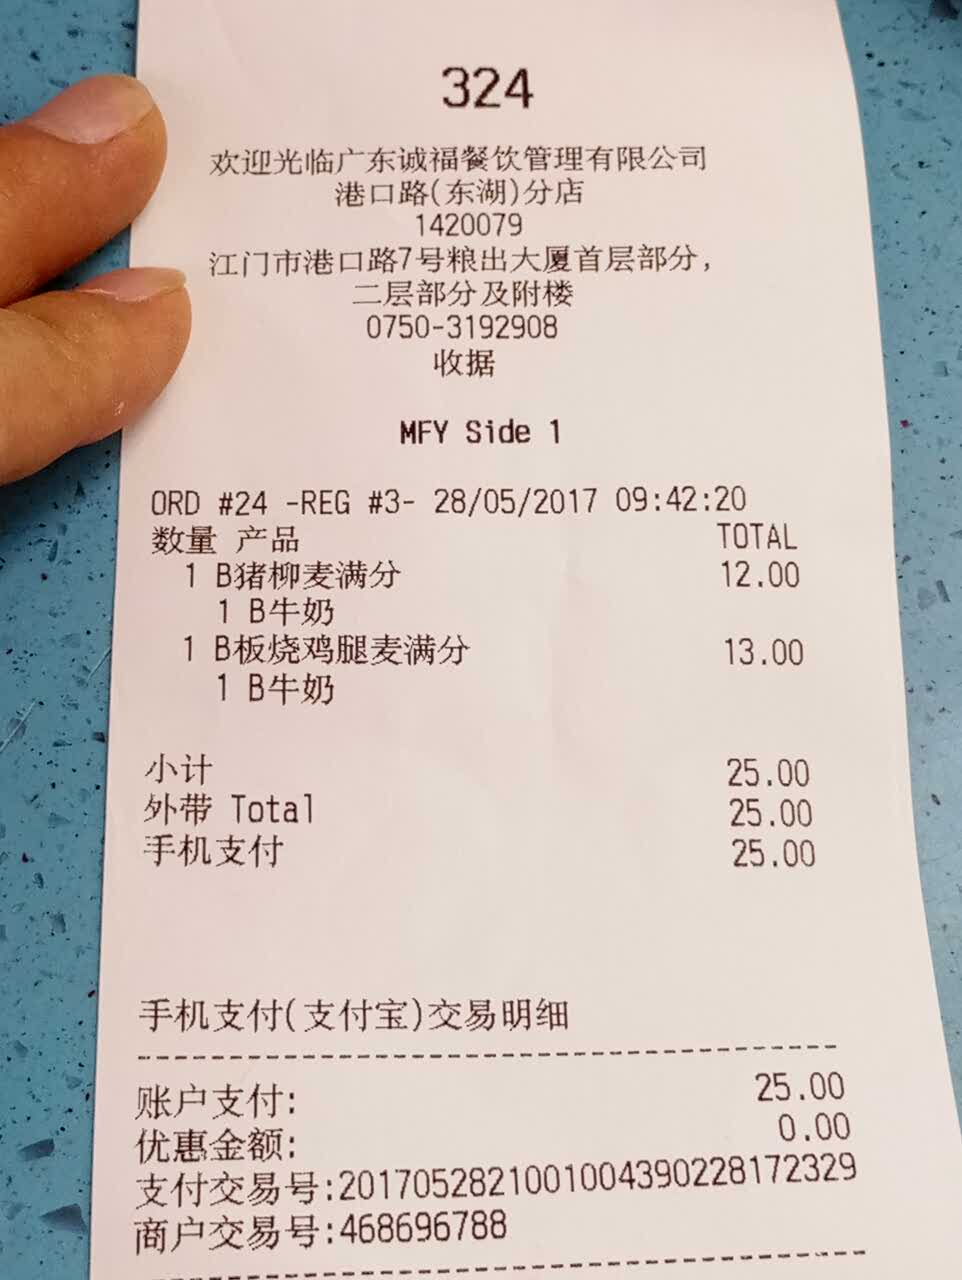 324
欢迎光临广东诚福餐饮管理有限公司
港口路(东湖)分店
1420079
江门市港口路7号粮出大厦首层部分,
二层部分及附楼
0750-3192908
收据
MFY Side 1
ORD #24 -REG #3- 28/05/2017 09:42:20
数量 产品 TOTAL
1 B猪柳麦满分 12.00
1 B牛奶
1 B板烧鸡腿麦满分 13.00
1 B牛奶
小计 25.00
外带 Total 25.00
手机支付 25.00
手机支付(支付宝)交易明细
账户支付: 25.00
优惠金额: 0.00
支付交易号:2017052821001004390228172329
商户交易号:468696788